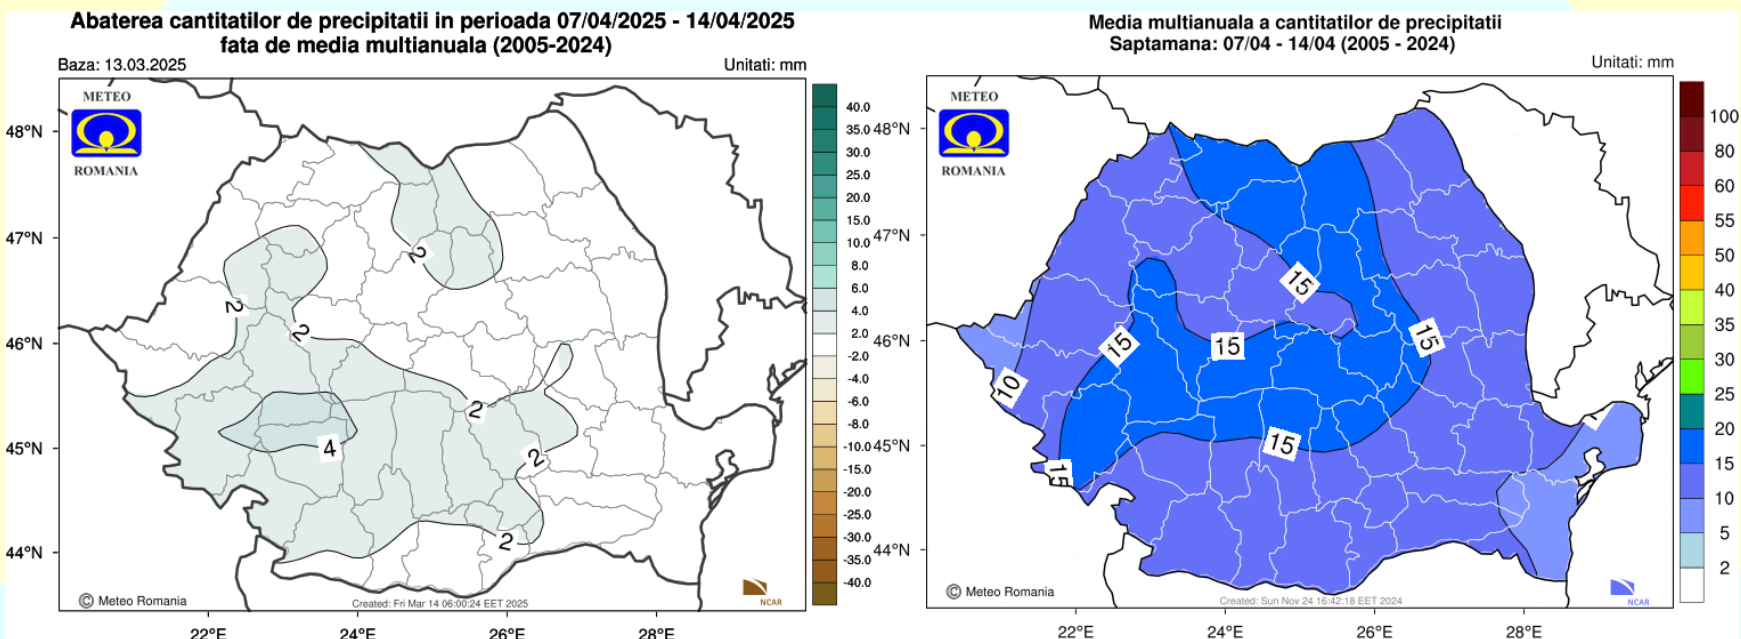 Abaterea cantitatilor de precipitatii in perioada 07/04/2025 - 14/04/2025
fata de media multianuala (2005-2024)
Baza: 13.03.2025
Unitati: mm
METEO
ROMANIA
48°N
47°N
46°N
45°N
44°N
2
2
2
2
4
2
2
40.0
35.0
30.0
25.0
20.0
15.0
10.0
8.0
6.0
4.0
2.0
-2.0
-4.0
-6.0
-8.0
-10.0
-15.0
-20.0
-25.0
-30.0
-35.0
-40.0
© Meteo Romania
Created: Fri Mar 14 06:00:24 EET 2025
NCAR
22°E
24°E
26°E
28°E
Media multianuala a cantitatilor de precipitatii
Saptamana: 07/04 - 14/04 (2005 - 2024)
Unitati: mm
METEO
ROMANIA
48°N
47°N
46°N
45°N
44°N
15
15
15
15
10
15
15
100
80
60
55
50
40
35
30
25
20
15
10
5
2
© Meteo Romania
Created: Sun Nov 24 16:42:18 EET 2024
NCAR
22°E
24°E
26°E
28°E